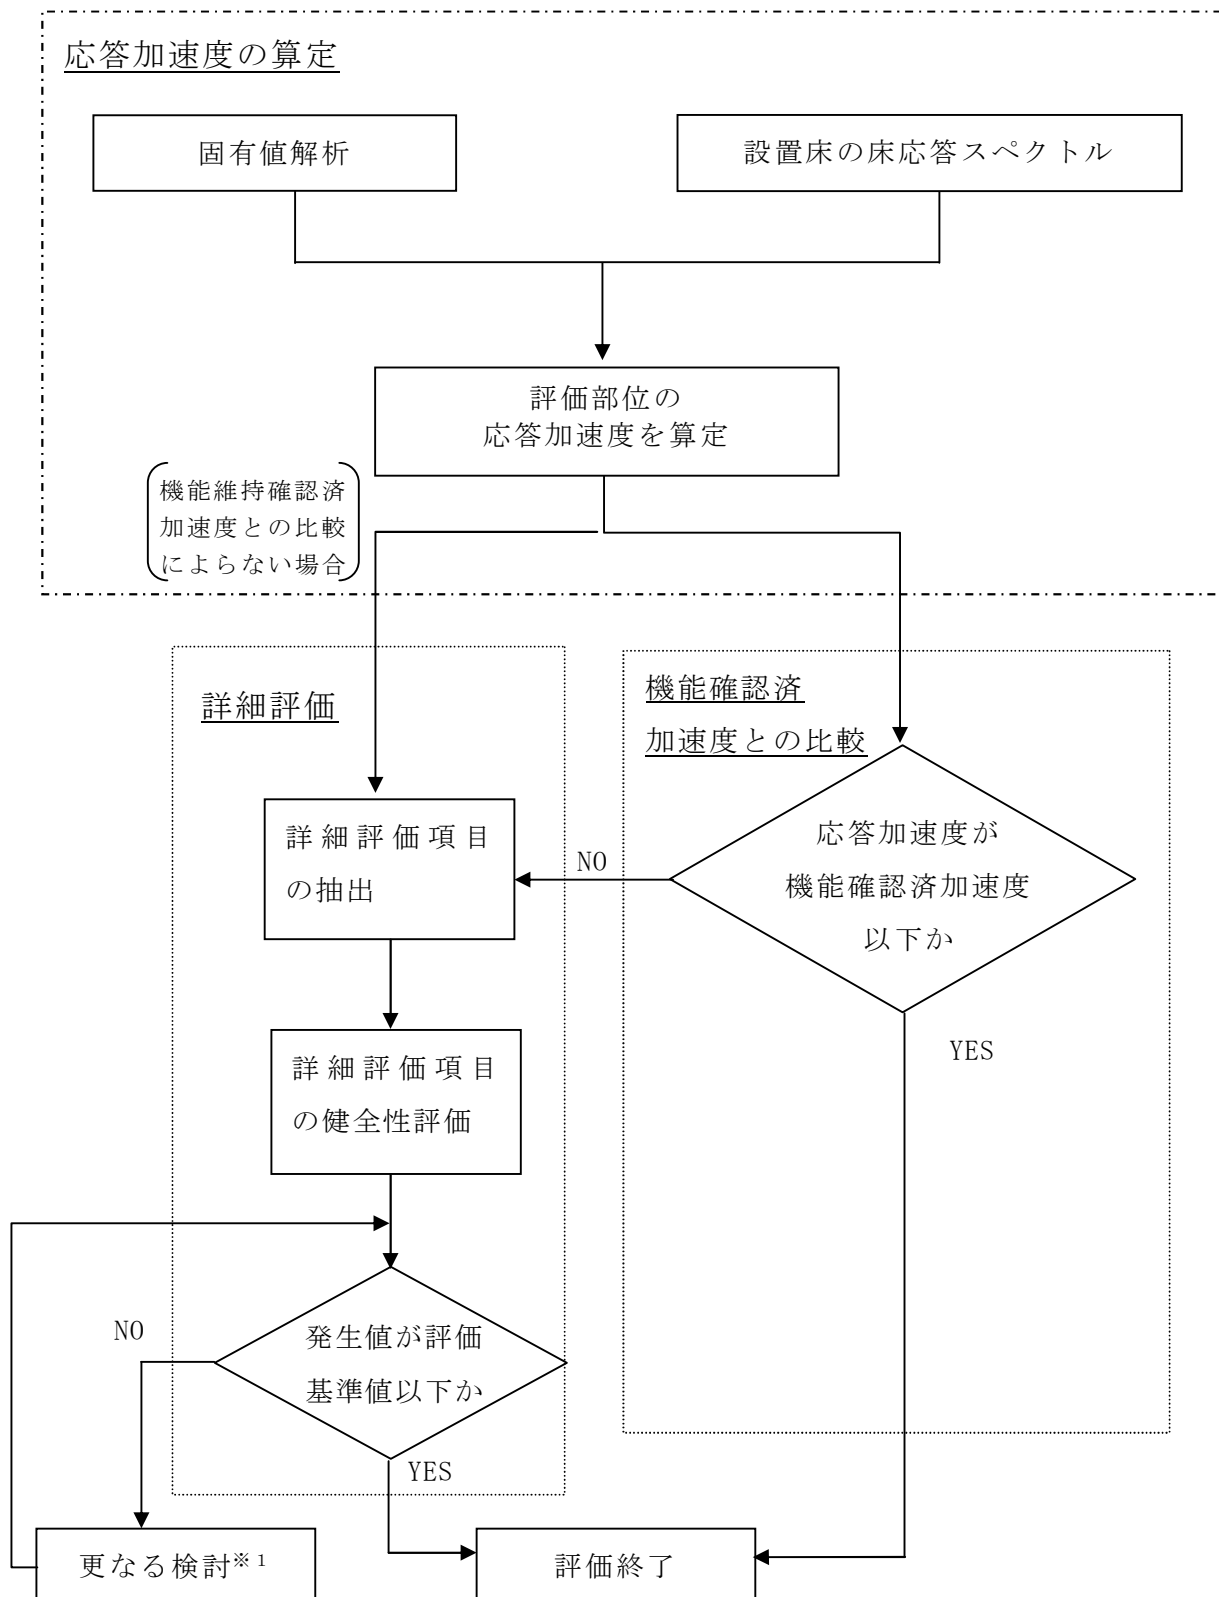 応答加速度の算定
固有値解析
設置床の床応答スペクトル
評価部位の
応答加速度を算定
機能維持確認済
加速度との比較
によらない場合
詳細評価
機能確認済
加速度との比較
詳細評価項目
の抽出
NO
応答加速度が
機能確認済加速度
以下か
YES
詳細評価項目
の健全性評価
NO
発生値が評価
基準値以下か
YES
更なる検討※1
評価終了